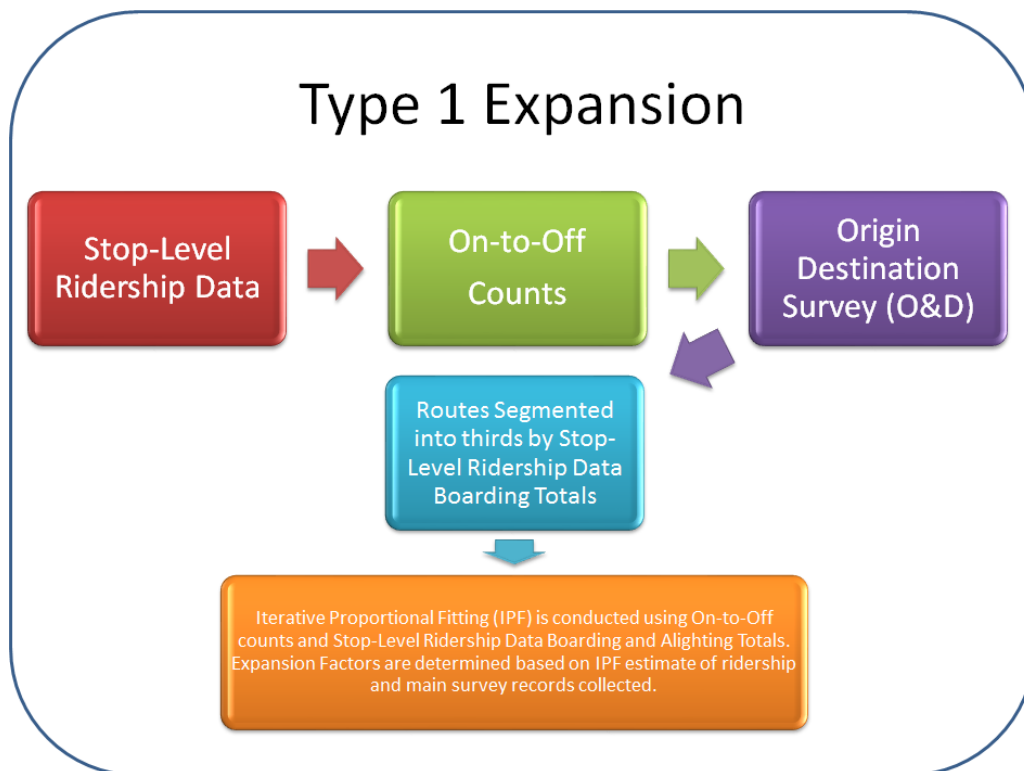 Type 1 Expansion
Stop-Level
Ridership Data
On-to-Off
Counts
Origin
Destination
Survey (O&D)
Routes Segmented
into thirds by Stop-
Level Ridership Data
Boarding Totals
Iterative Proportional Fitting (IPF) is conducted using On-to-Off
counts and Stop-Level Ridership Data Boarding and Alighting Totals.
Expansion Factors are determined based on IPF estimate of ridership
and main survey records collected.